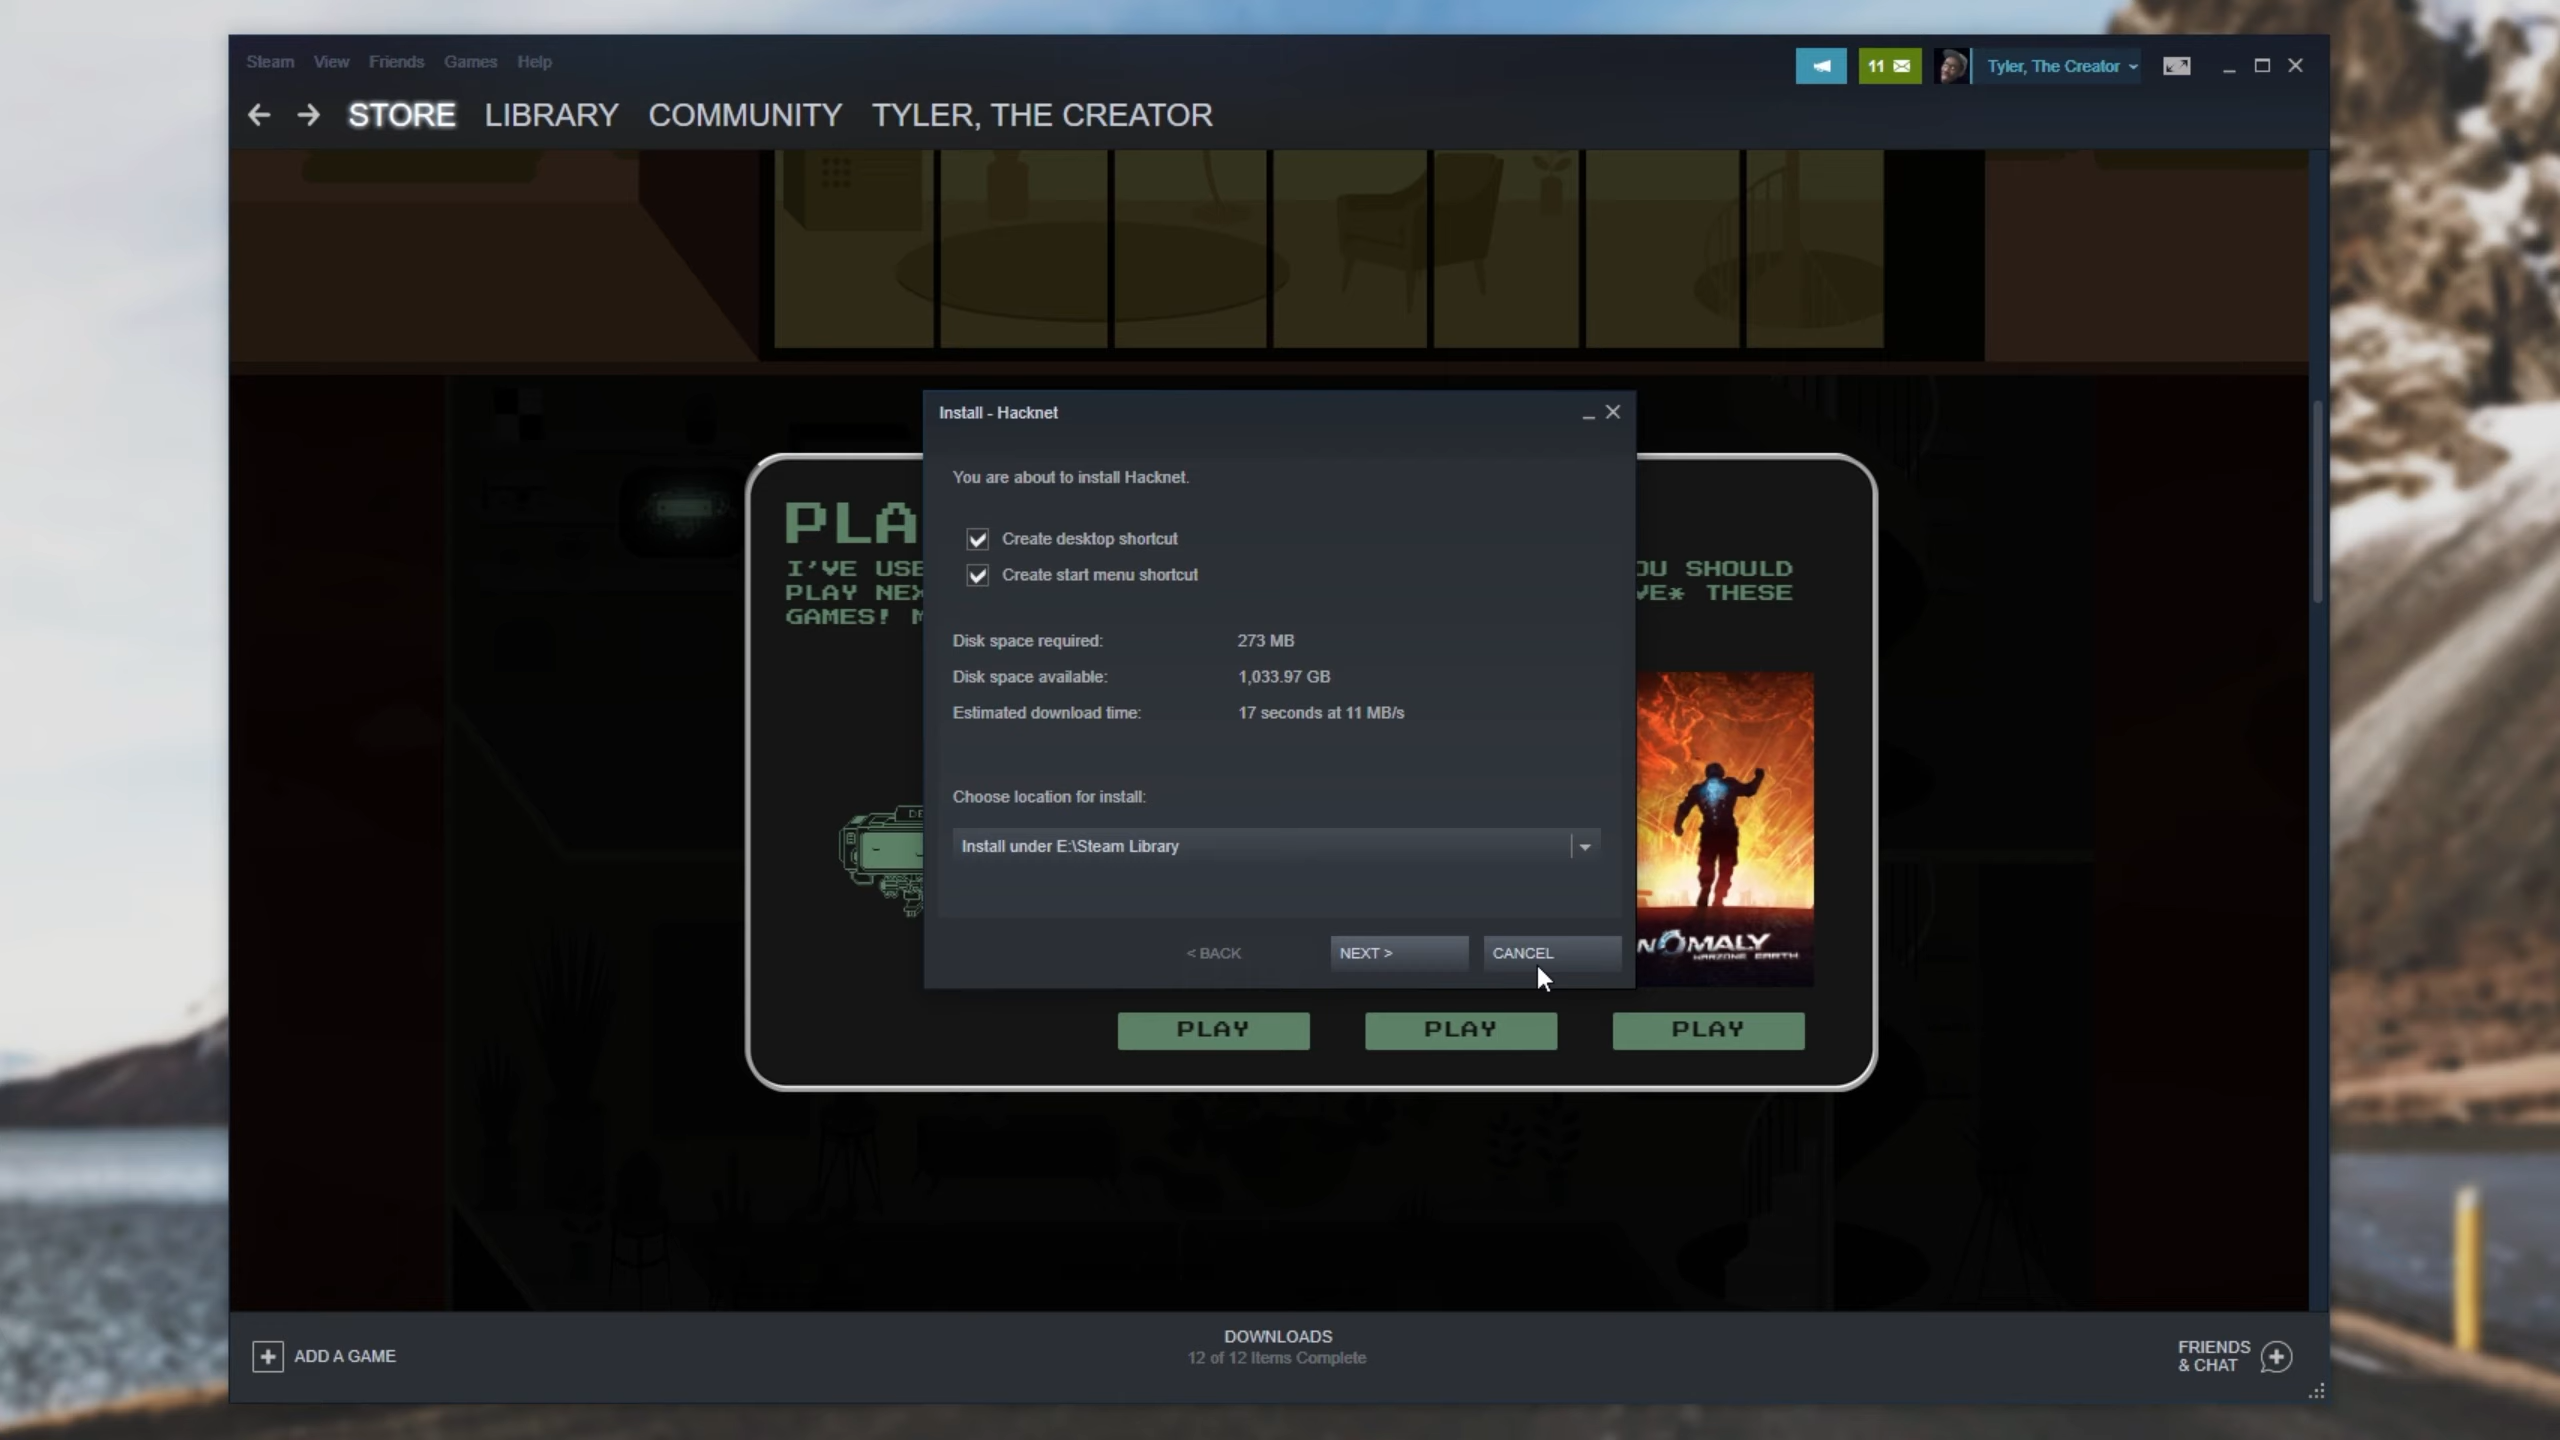 Steam View Friends Games Help
11
Tyler, The Creator
STORE LIBRARY COMMUNITY TYLER, THE CREATOR
Install - Hacknet
You are about to install Hacknet.
Create desktop shortcut
Create start menu shortcut
Disk space required: 273 MB
Disk space available: 1,033.97 GB
Estimated download time: 17 seconds at 11 MB/s
Choose location for install:
Install under E:\Steam Library
< BACK NEXT > CANCEL
PLA
I'VE USE
OU SHOULD
PLAY NEX
VE* THESE
GAMES! M
DE
NOMALY
WARZONE EARTH
PLAY PLAY PLAY
ADD A GAME
DOWNLOADS
12 of 12 Items Complete
FRIENDS
& CHAT